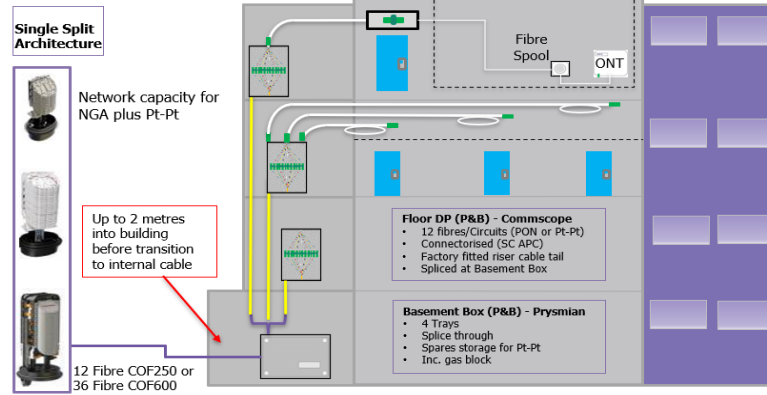 Single Split
Architecture
Network capacity for
NGA plus Pt-Pt
Fibre
Spool
ONT
Up to 2 metres
into building
before transition
to internal cable
Floor DP (P&B) - Commscope
• 12 fibres/Circuits (PON or Pt-Pt)
• Connectorised (SC APC)
• Factory fitted riser cable tail
• Spliced at Basement Box
Basement Box (P&B) - Prysmian
• 4 Trays
• Splice through
• Spares storage for Pt-Pt
• Inc. gas block
12 Fibre COF250 or
36 Fibre COF600